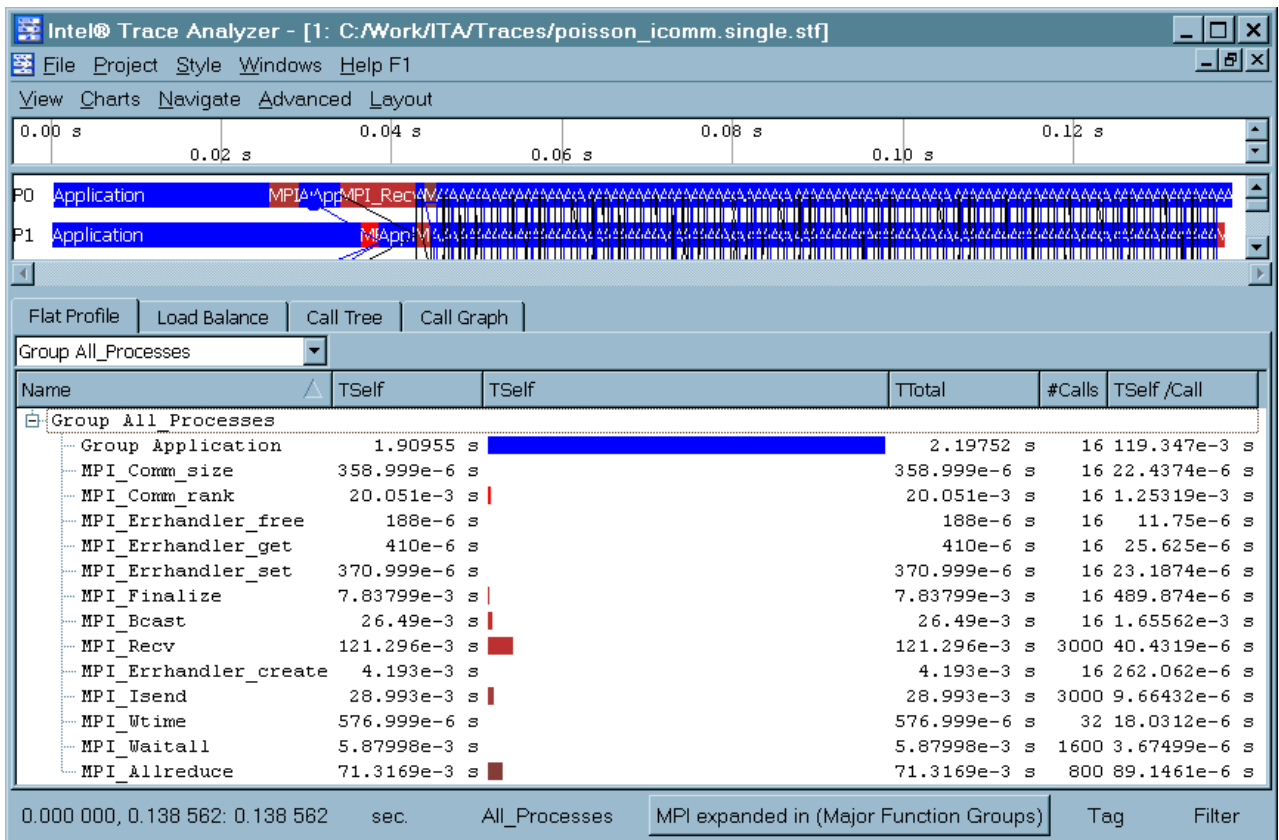 Intel® Trace Analyzer - [1: C:/Work/ITA/Traces/poisson_icomm.single.stf]
File Project Style Windows Help F1
View Charts Navigate Advanced Layout
0.00 s 0.04 s 0.08 s 0.12 s
0.02 s 0.06 s 0.10 s
P0 Application MPI App MPI_Recv
P1 Application App
Flat Profile Load Balance Call Tree Call Graph
Group All_Processes
Name TSelf TSelf TTotal #Calls TSelf /Call
Group All_Processes
Group Application 1.90955 s 2.19752 s 16 119.347e-3 s
MPI_Comm_size 358.999e-6 s 358.999e-6 s 16 22.4374e-6 s
MPI_Comm_rank 20.051e-3 s 20.051e-3 s 16 1.25319e-3 s
MPI_Errhandler_free 188e-6 s 188e-6 s 16 11.75e-6 s
MPI_Errhandler_get 410e-6 s 410e-6 s 16 25.625e-6 s
MPI_Errhandler_set 370.999e-6 s 370.999e-6 s 16 23.1874e-6 s
MPI_Finalize 7.83799e-3 s 7.83799e-3 s 16 489.874e-6 s
MPI_Bcast 26.49e-3 s 26.49e-3 s 16 1.65562e-3 s
MPI_Recv 121.296e-3 s 121.296e-3 s 3000 40.4319e-6 s
MPI_Errhandler_create 4.193e-3 s 4.193e-3 s 16 262.062e-6 s
MPI_Isend 28.993e-3 s 28.993e-3 s 3000 9.66432e-6 s
MPI_Wtime 576.999e-6 s 576.999e-6 s 32 18.0312e-6 s
MPI_Waitall 5.87998e-3 s 5.87998e-3 s 1600 3.67499e-6 s
MPI_Allreduce 71.3169e-3 s 71.3169e-3 s 800 89.1461e-6 s
0.000 000, 0.138 562: 0.138 562 sec. All_Processes MPI expanded in (Major Function Groups) Tag Filter